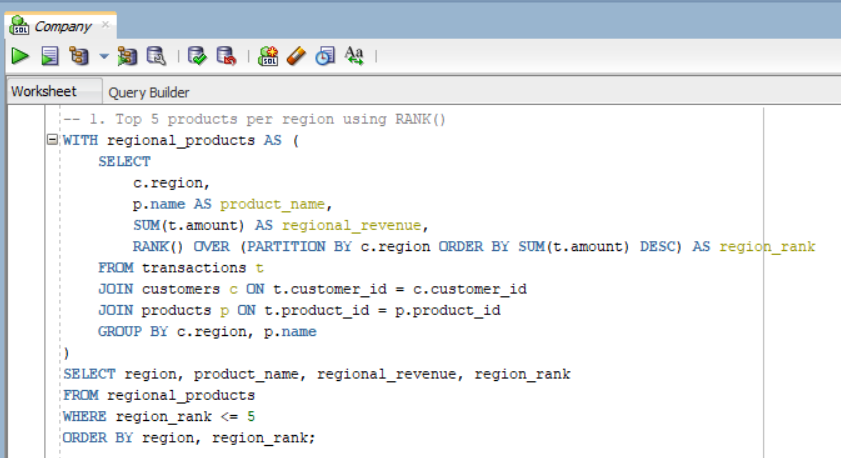 SQL Company ×
SQL Aa
Worksheet Query Builder
-- 1. Top 5 products per region using RANK()
WITH regional_products AS (
    SELECT
        c.region,
        p.name AS product_name,
        SUM(t.amount) AS regional_revenue,
        RANK() OVER (PARTITION BY c.region ORDER BY SUM(t.amount) DESC) AS region_rank
    FROM transactions t
    JOIN customers c ON t.customer_id = c.customer_id
    JOIN products p ON t.product_id = p.product_id
    GROUP BY c.region, p.name
)
SELECT region, product_name, regional_revenue, region_rank
FROM regional_products
WHERE region_rank <= 5
ORDER BY region, region_rank;